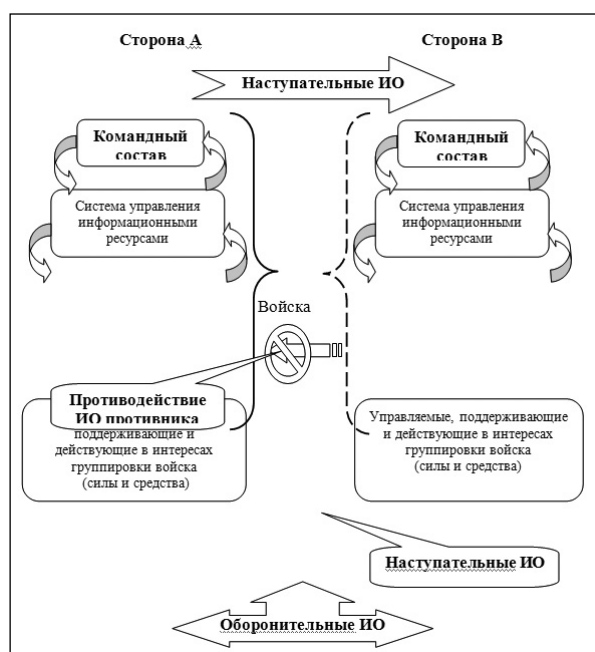 Сторона А
Сторона В
Наступательные ИО
Командный
состав
Командный
состав
Система управления
информационными
ресурсами
Система управления
информационными
ресурсами
Войска
Противодействие
ИО противника
поддерживающие и
действующие в интересах
группировки войска
(силы и средства)
Управляемые, поддерживающие
и действующие в интересах
группировки войска
(силы и средства)
Наступательные ИО
Оборонительные ИО